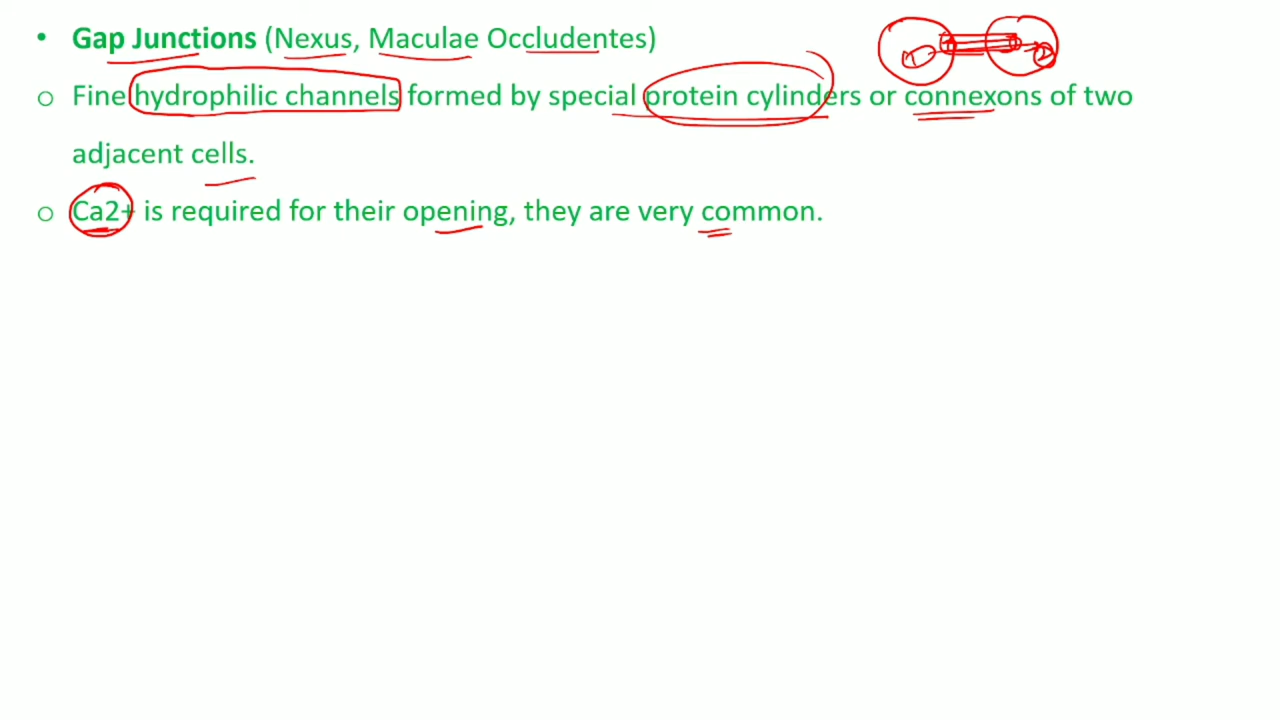 • Gap Junctions (Nexus, Maculae Occludentes)
o Fine hydrophilic channels formed by special protein cylinders or connexons of two
adjacent cells.
o Ca2+ is required for their opening, they are very common.